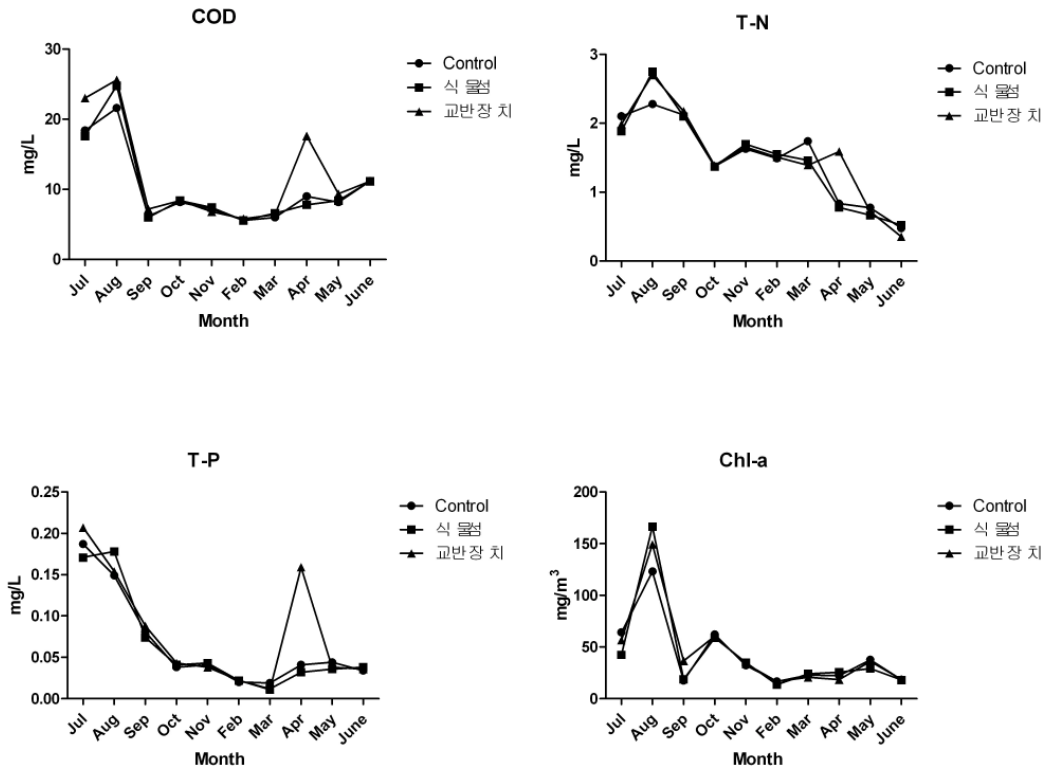 COD
30
20
10
0
mg/L
Jul Aug Sep Oct Nov Feb Mar Apr May June
Month
Control
식 물섬
교반장 치
T-N
3
2
1
0
mg/L
Jul Aug Sep Oct Nov Feb Mar Apr May June
Month
Control
식 물섬
교반장 치
T-P
0.25
0.20
0.15
0.10
0.05
0.00
mg/L
Jul Aug Sep Oct Nov Feb Mar Apr May June
Month
Control
식 물섬
교반장 치
Chl-a
200
150
100
50
0
mg/m³
Jul Aug Sep Oct Nov Feb Mar Apr May June
Month
Control
식 물섬
교반장 치